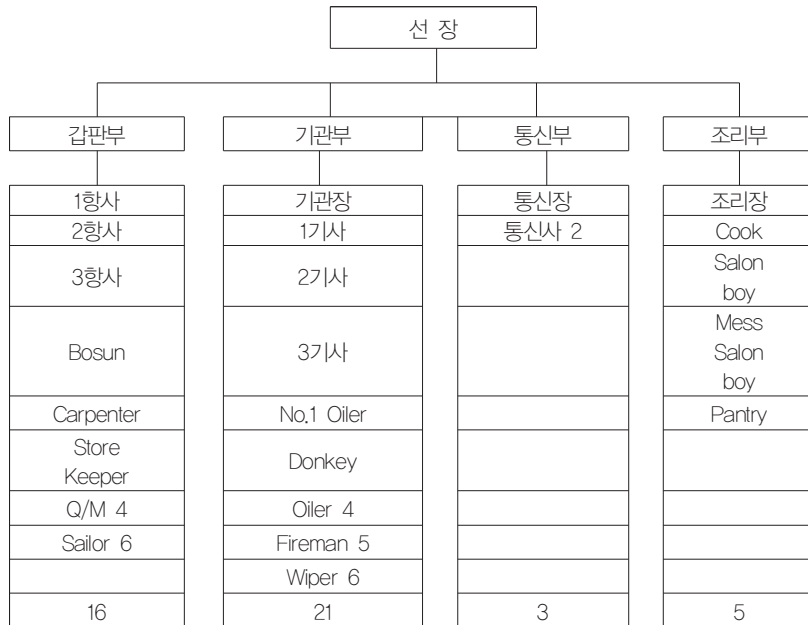 선 장
갑판부 기관부 통신부 조리부
1항사 기관장 통신장 조리장
2항사 1기사 통신사 2 Cook
3항사 2기사 Salon
boy
Bosun 3기사 Mess
Salon
boy
Carpenter No.1 Oiler Pantry
Store
Keeper Donkey
Q/M 4 Oiler 4
Sailor 6 Fireman 5
Wiper 6
16 21 3 5